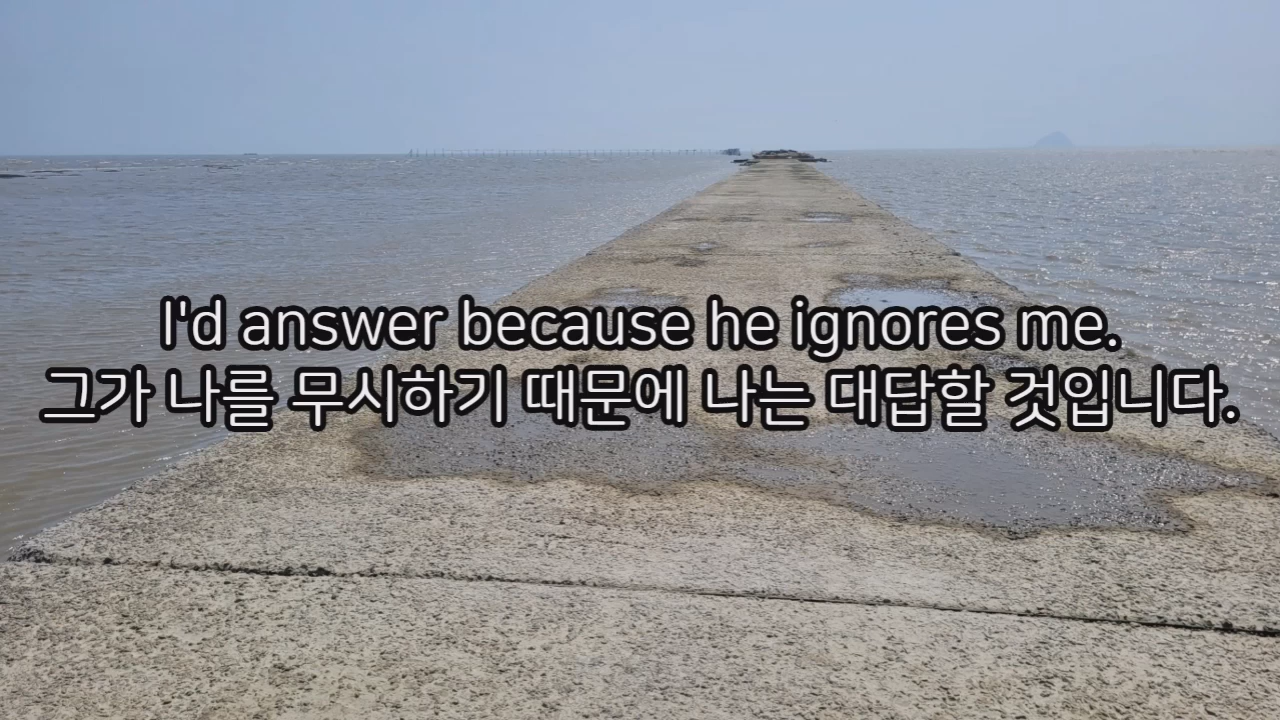 I'd answer because he ignores me.
그가 나를 무시하기 때문에 나는 대답할 것입니다.